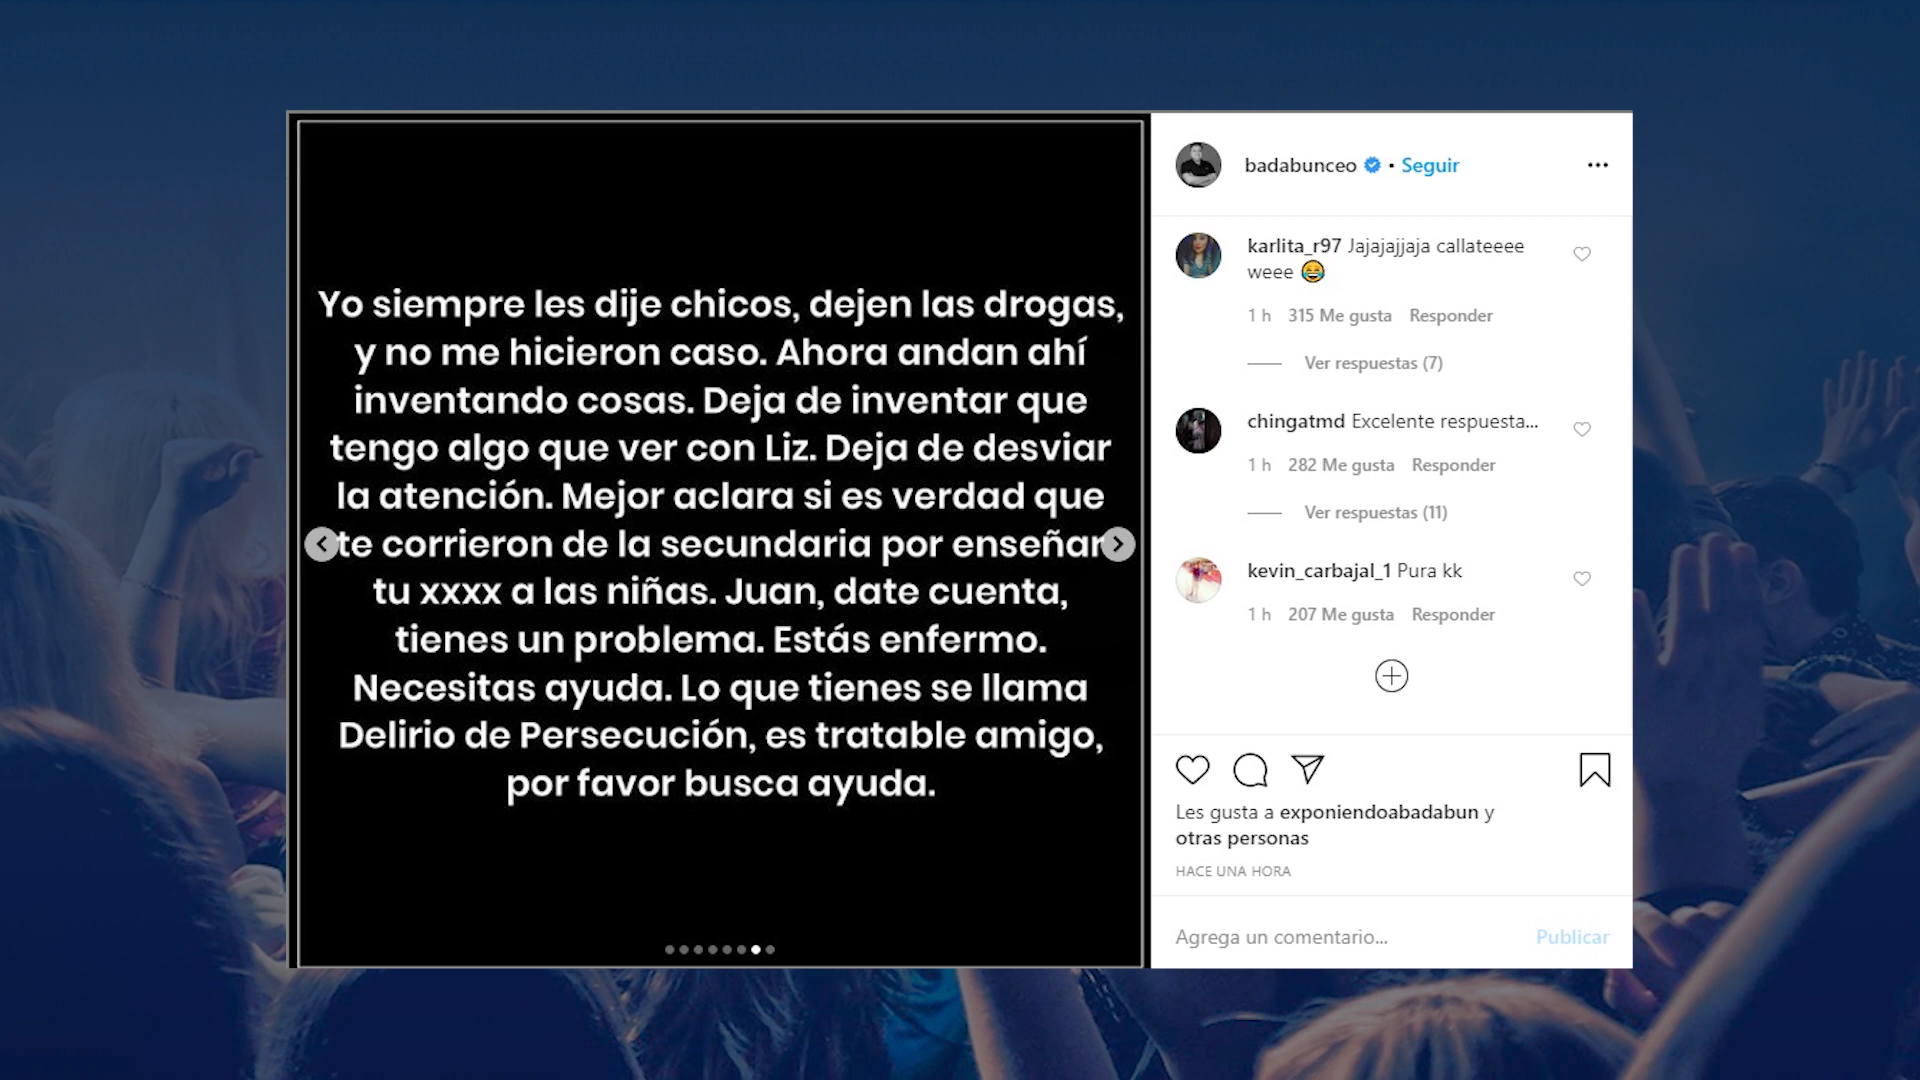 Yo siempre les dije chicos, dejen las drogas,
y no me hicieron caso. Ahora andan ahí
inventando cosas. Deja de inventar que
tengo algo que ver con Liz. Deja de desviar
la atención. Mejor aclara si es verdad que
te corrieron de la secundaria por enseñar
tu xxxx a las niñas. Juan, date cuenta,
tienes un problema. Estás enfermo.
Necesitas ayuda. Lo que tienes se llama
Delirio de Persecución, es tratable amigo,
por favor busca ayuda.
badabunceo • Seguir
karlita_r97 Jajajajjaja callateeee
weee 😂
1 h 315 Me gusta Responder
Ver respuestas (7)
chingatmd Excelente respuesta...
1 h 282 Me gusta Responder
Ver respuestas (11)
kevin_carbajal_1 Pura kk
1 h 207 Me gusta Responder
Les gusta a exponiendoabadabun y
otras personas
HACE UNA HORA
Agrega un comentario... Publicar